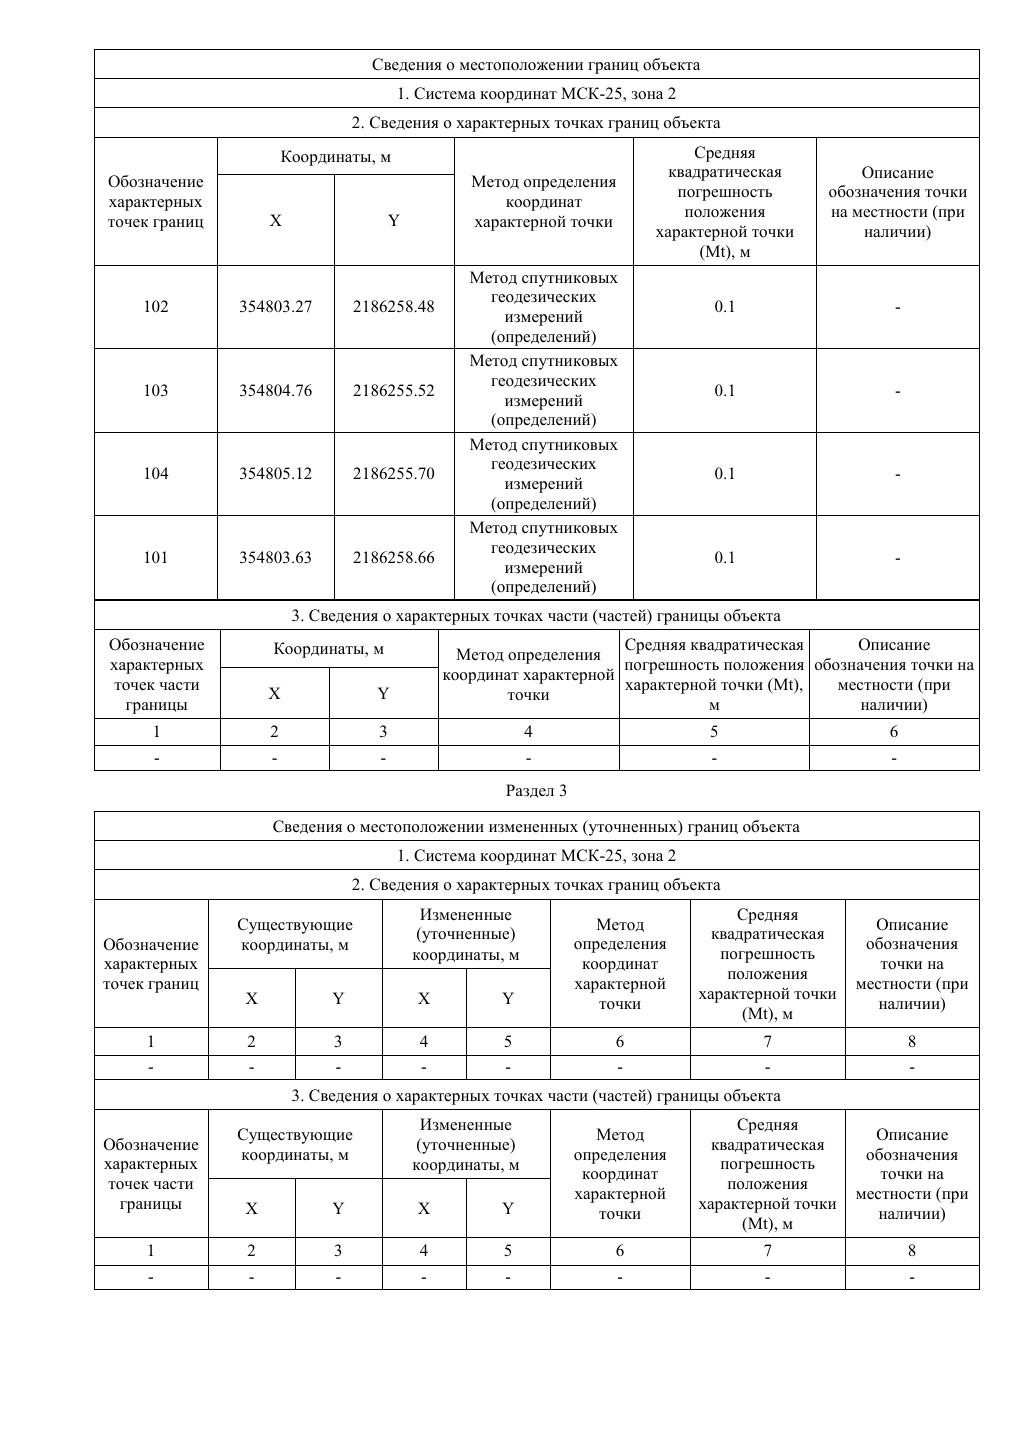 Сведения о местоположении границ объекта
1. Система координат МСК-25, зона 2
2. Сведения о характерных точках границ объекта
Обозначение
характерных
точек границ
Координаты, м
X
Y
Метод определения
координат
характерной точки
Средняя
квадратическая
погрешность
положения
характерной точки
(Mt), м
Описание
обозначения точки
на местности (при
наличии)
102
354803.27
2186258.48
Метод спутниковых
геодезических
измерений
(определений)
0.1
-
103
354804.76
2186255.52
Метод спутниковых
геодезических
измерений
(определений)
0.1
-
104
354805.12
2186255.70
Метод спутниковых
геодезических
измерений
(определений)
0.1
-
101
354803.63
2186258.66
Метод спутниковых
геодезических
измерений
(определений)
0.1
-
3. Сведения о характерных точках части (частей) границы объекта
Обозначение
характерных
точек части
границы
Координаты, м
X
Y
Метод определения
координат характерной
точки
Средняя квадратическая
погрешность положения
характерной точки (Mt),
м
Описание
обозначения точки на
местности (при
наличии)
1 2 3 4 5 6
- - - - - -
Раздел 3
Сведения о местоположении измененных (уточненных) границ объекта
1. Система координат МСК-25, зона 2
2. Сведения о характерных точках границ объекта
Обозначение
характерных
точек границ
Существующие
координаты, м
X
Y
Измененные
(уточненные)
координаты, м
X
Y
Метод
определения
координат
характерной
точки
Средняя
квадратическая
погрешность
положения
характерной точки
(Mt), м
Описание
обозначения
точки на
местности (при
наличии)
1 2 3 4 5 6 7 8
- - - - - - - -
3. Сведения о характерных точках части (частей) границы объекта
Обозначение
характерных
точек части
границы
Существующие
координаты, м
X
Y
Измененные
(уточненные)
координаты, м
X
Y
Метод
определения
координат
характерной
точки
Средняя
квадратическая
погрешность
положения
характерной точки
(Mt), м
Описание
обозначения
точки на
местности (при
наличии)
1 2 3 4 5 6 7 8
- - - - - - - -